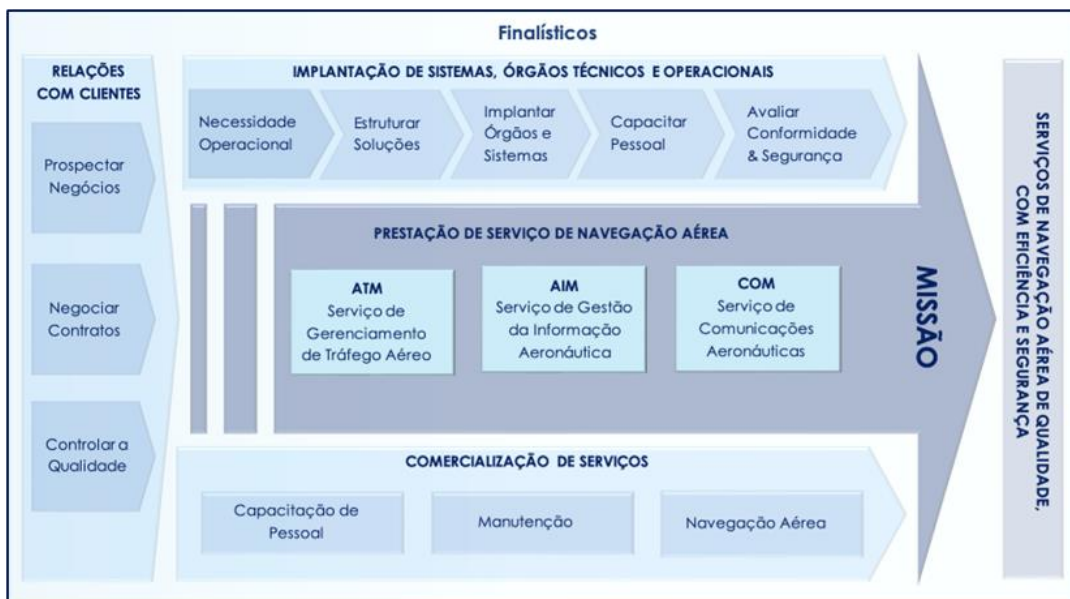 Finalísticos
RELAÇÕES
COM CLIENTES
Prospectar
Negócios
Negociar
Contratos
Controlar a
Qualidade
IMPLANTAÇÃO DE SISTEMAS, ÓRGÃOS TÉCNICOS E OPERACIONAIS
Necessidade
Operacional
Estruturar
Soluções
Implantar
Órgãos e
Sistemas
Capacitar
Pessoal
Avaliar
Conformidade
& Segurança
PRESTAÇÃO DE SERVIÇO DE NAVEGAÇÃO AÉREA
ATM
Serviço de
Gerenciamento
de Tráfego Aéreo
AIM
Serviço de Gestão
da Informação
Aeronáutica
COM
Serviço de
Comunicações
Aeronáuticas
MISSÃO
COMERCIALIZAÇÃO DE SERVIÇOS
Capacitação de
Pessoal
Manutenção
Navegação Aérea
SERVIÇOS DE NAVEGAÇÃO AÉREA DE QUALIDADE,
COM EFICIÊNCIA E SEGURANÇA